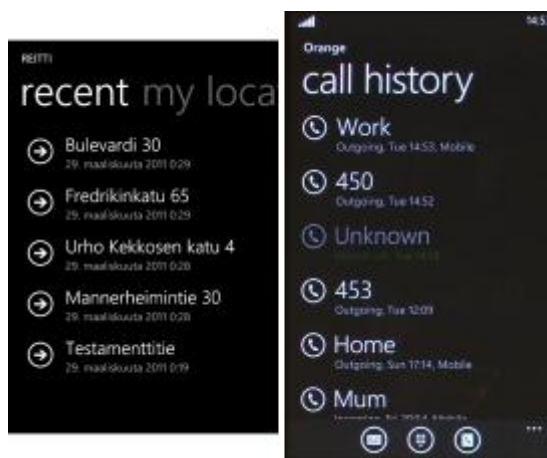 REITTI
recent my loca
Bulevardi 30
29. maaliskuuta 2011 0:29
Fredrikinkatu 65
29. maaliskuuta 2011 0:29
Urho Kekkosen katu 4
29. maaliskuuta 2011 0:28
Mannerheimintie 30
29. maaliskuuta 2011 0:28
Testamenttitie
29. maaliskuuta 2011 0:19
14:5
Orange
call history
Work
Outgoing, Tue 14:53, Mobile
450
Outgoing, Tue 14:52
Unknown
453
Outgoing, Tue 12:09
Home
Outgoing, Sun 17:14, Mobile
Mum